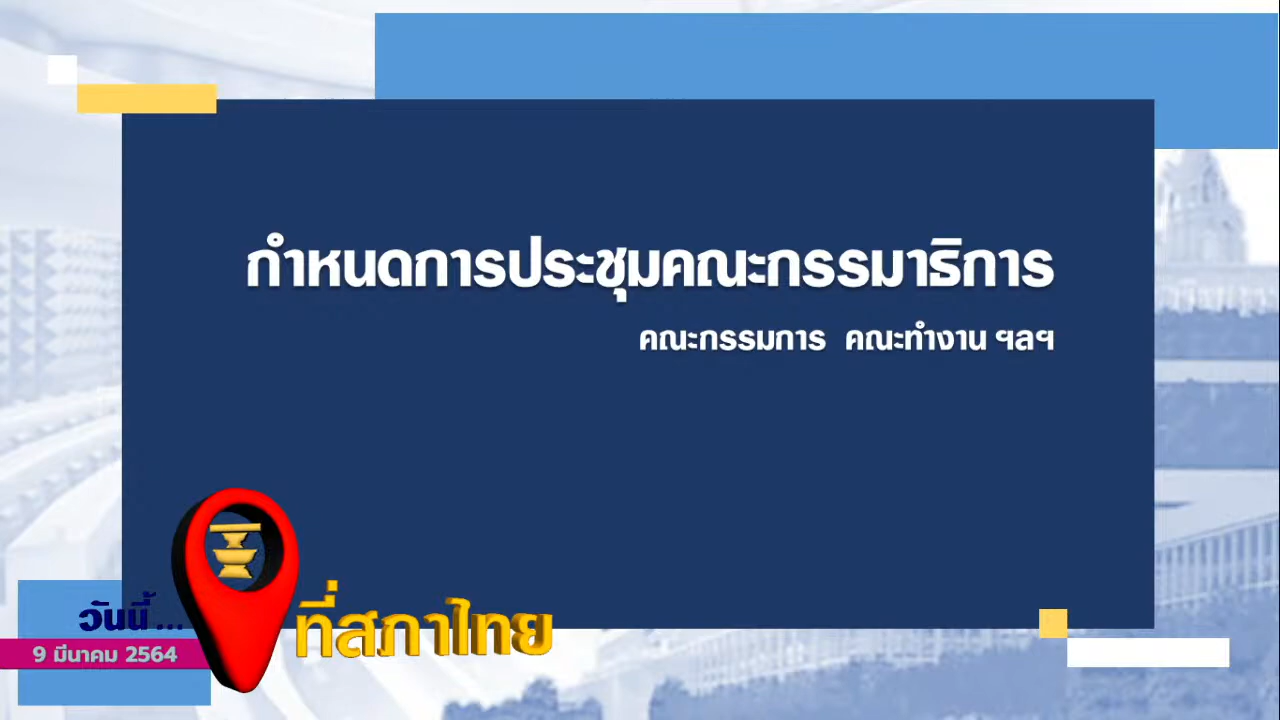 กำหนดการประชุมคณะกรรมาธิการ
คณะกรรมการ คณะทำงาน ฯลฯ
วันนี้...
ที่สภาไทย
9 มีนาคม 2564